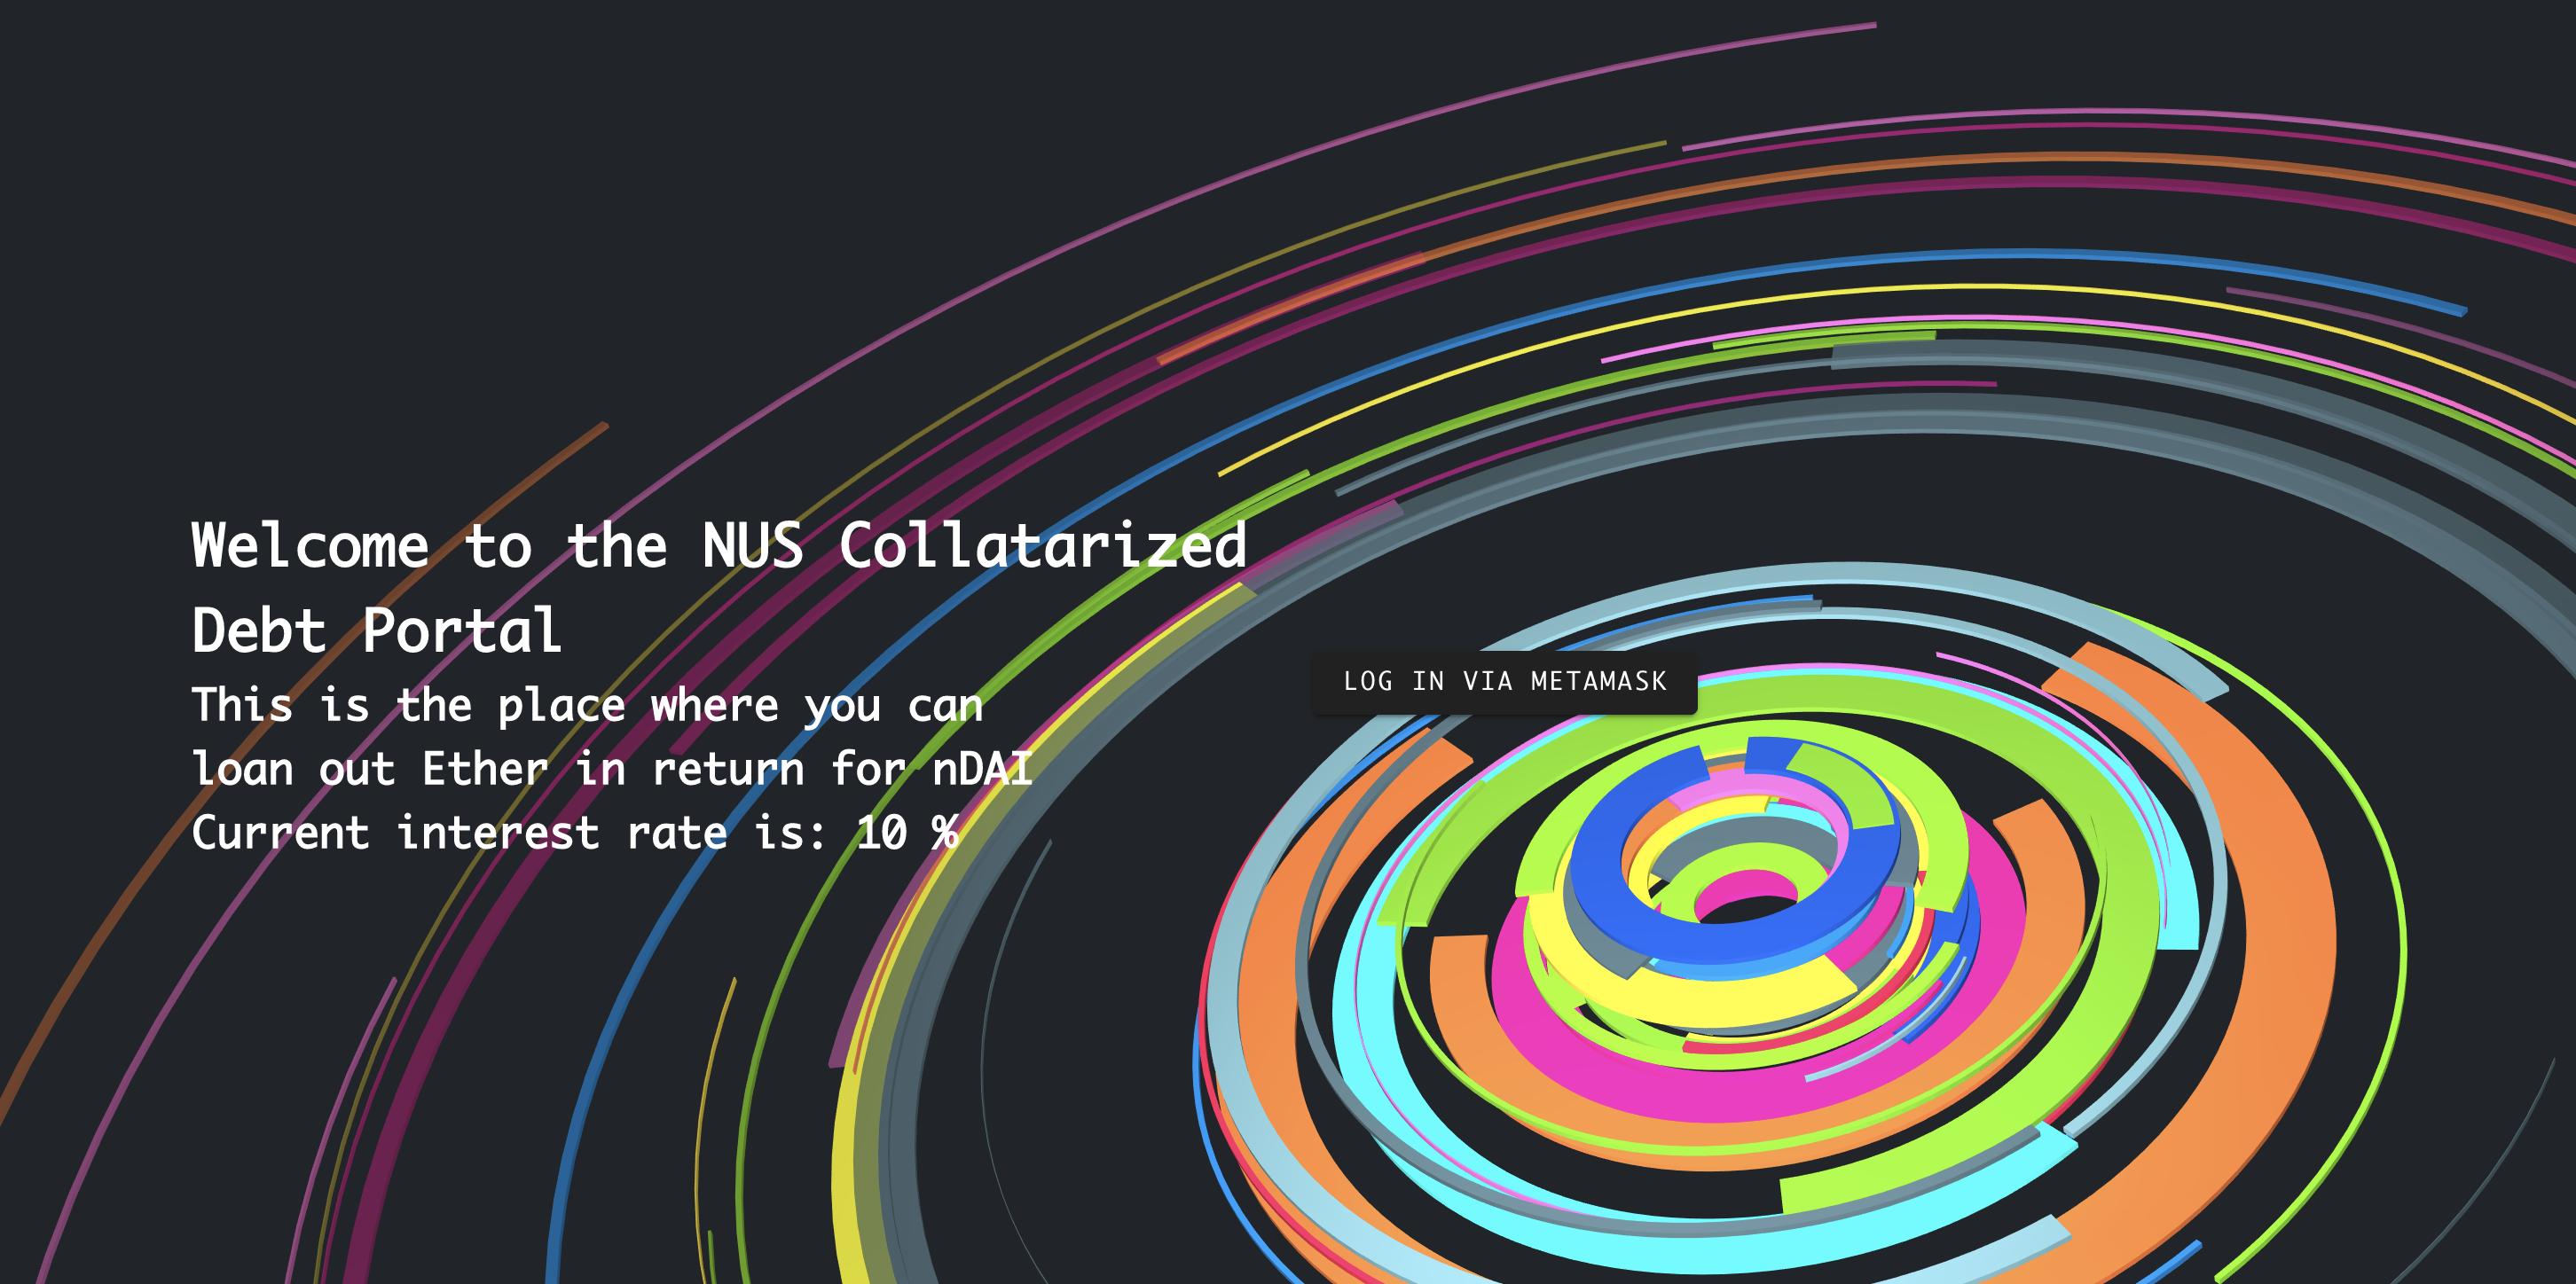 Welcome to the NUS Collatarized
Debt Portal
This is the place where you can
loan out Ether in return for nDAI
Current interest rate is: 10 %
LOG IN VIA METAMASK